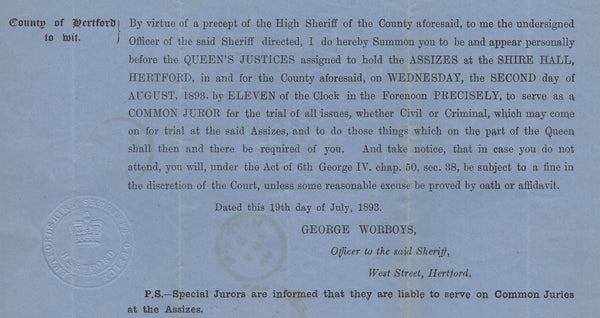 County of Hertford
to wit.
By virtue of a precept of the High Sheriff of the County aforesaid, to me the undersigned
Officer of the said Sheriff directed, I do hereby Summon you to be and appear personally
before the QUEEN'S JUSTICES assigned to hold the ASSIZES at the SHIRE HALL,
HERTFORD, in and for the County aforesaid, on WEDNESDAY, the SECOND day of
AUGUST, 1893, by ELEVEN of the Clock in the Forenoon PRECISELY, to serve as a
COMMON JUROR for the trial of all issues, whether Civil or Criminal, which may come
on for trial at the said Assizes, and to do those things which on the part of the Queen
shall then and there be required of you. And take notice, that in case you do not
attend, you will, under the Act of 6th George IV. chap. 50, sec. 38, be subject to a fine in
the discretion of the Court, unless some reasonable excuse be proved by oath or affidavit.
Dated this 19th day of July, 1893.
GEORGE WORBOYS,
Officer to the said Sheriff,
West Street, Hertford.
P.S.—Special Jurors are informed that they are liable to serve on Common Juries
at the Assizes.
HERTFORD